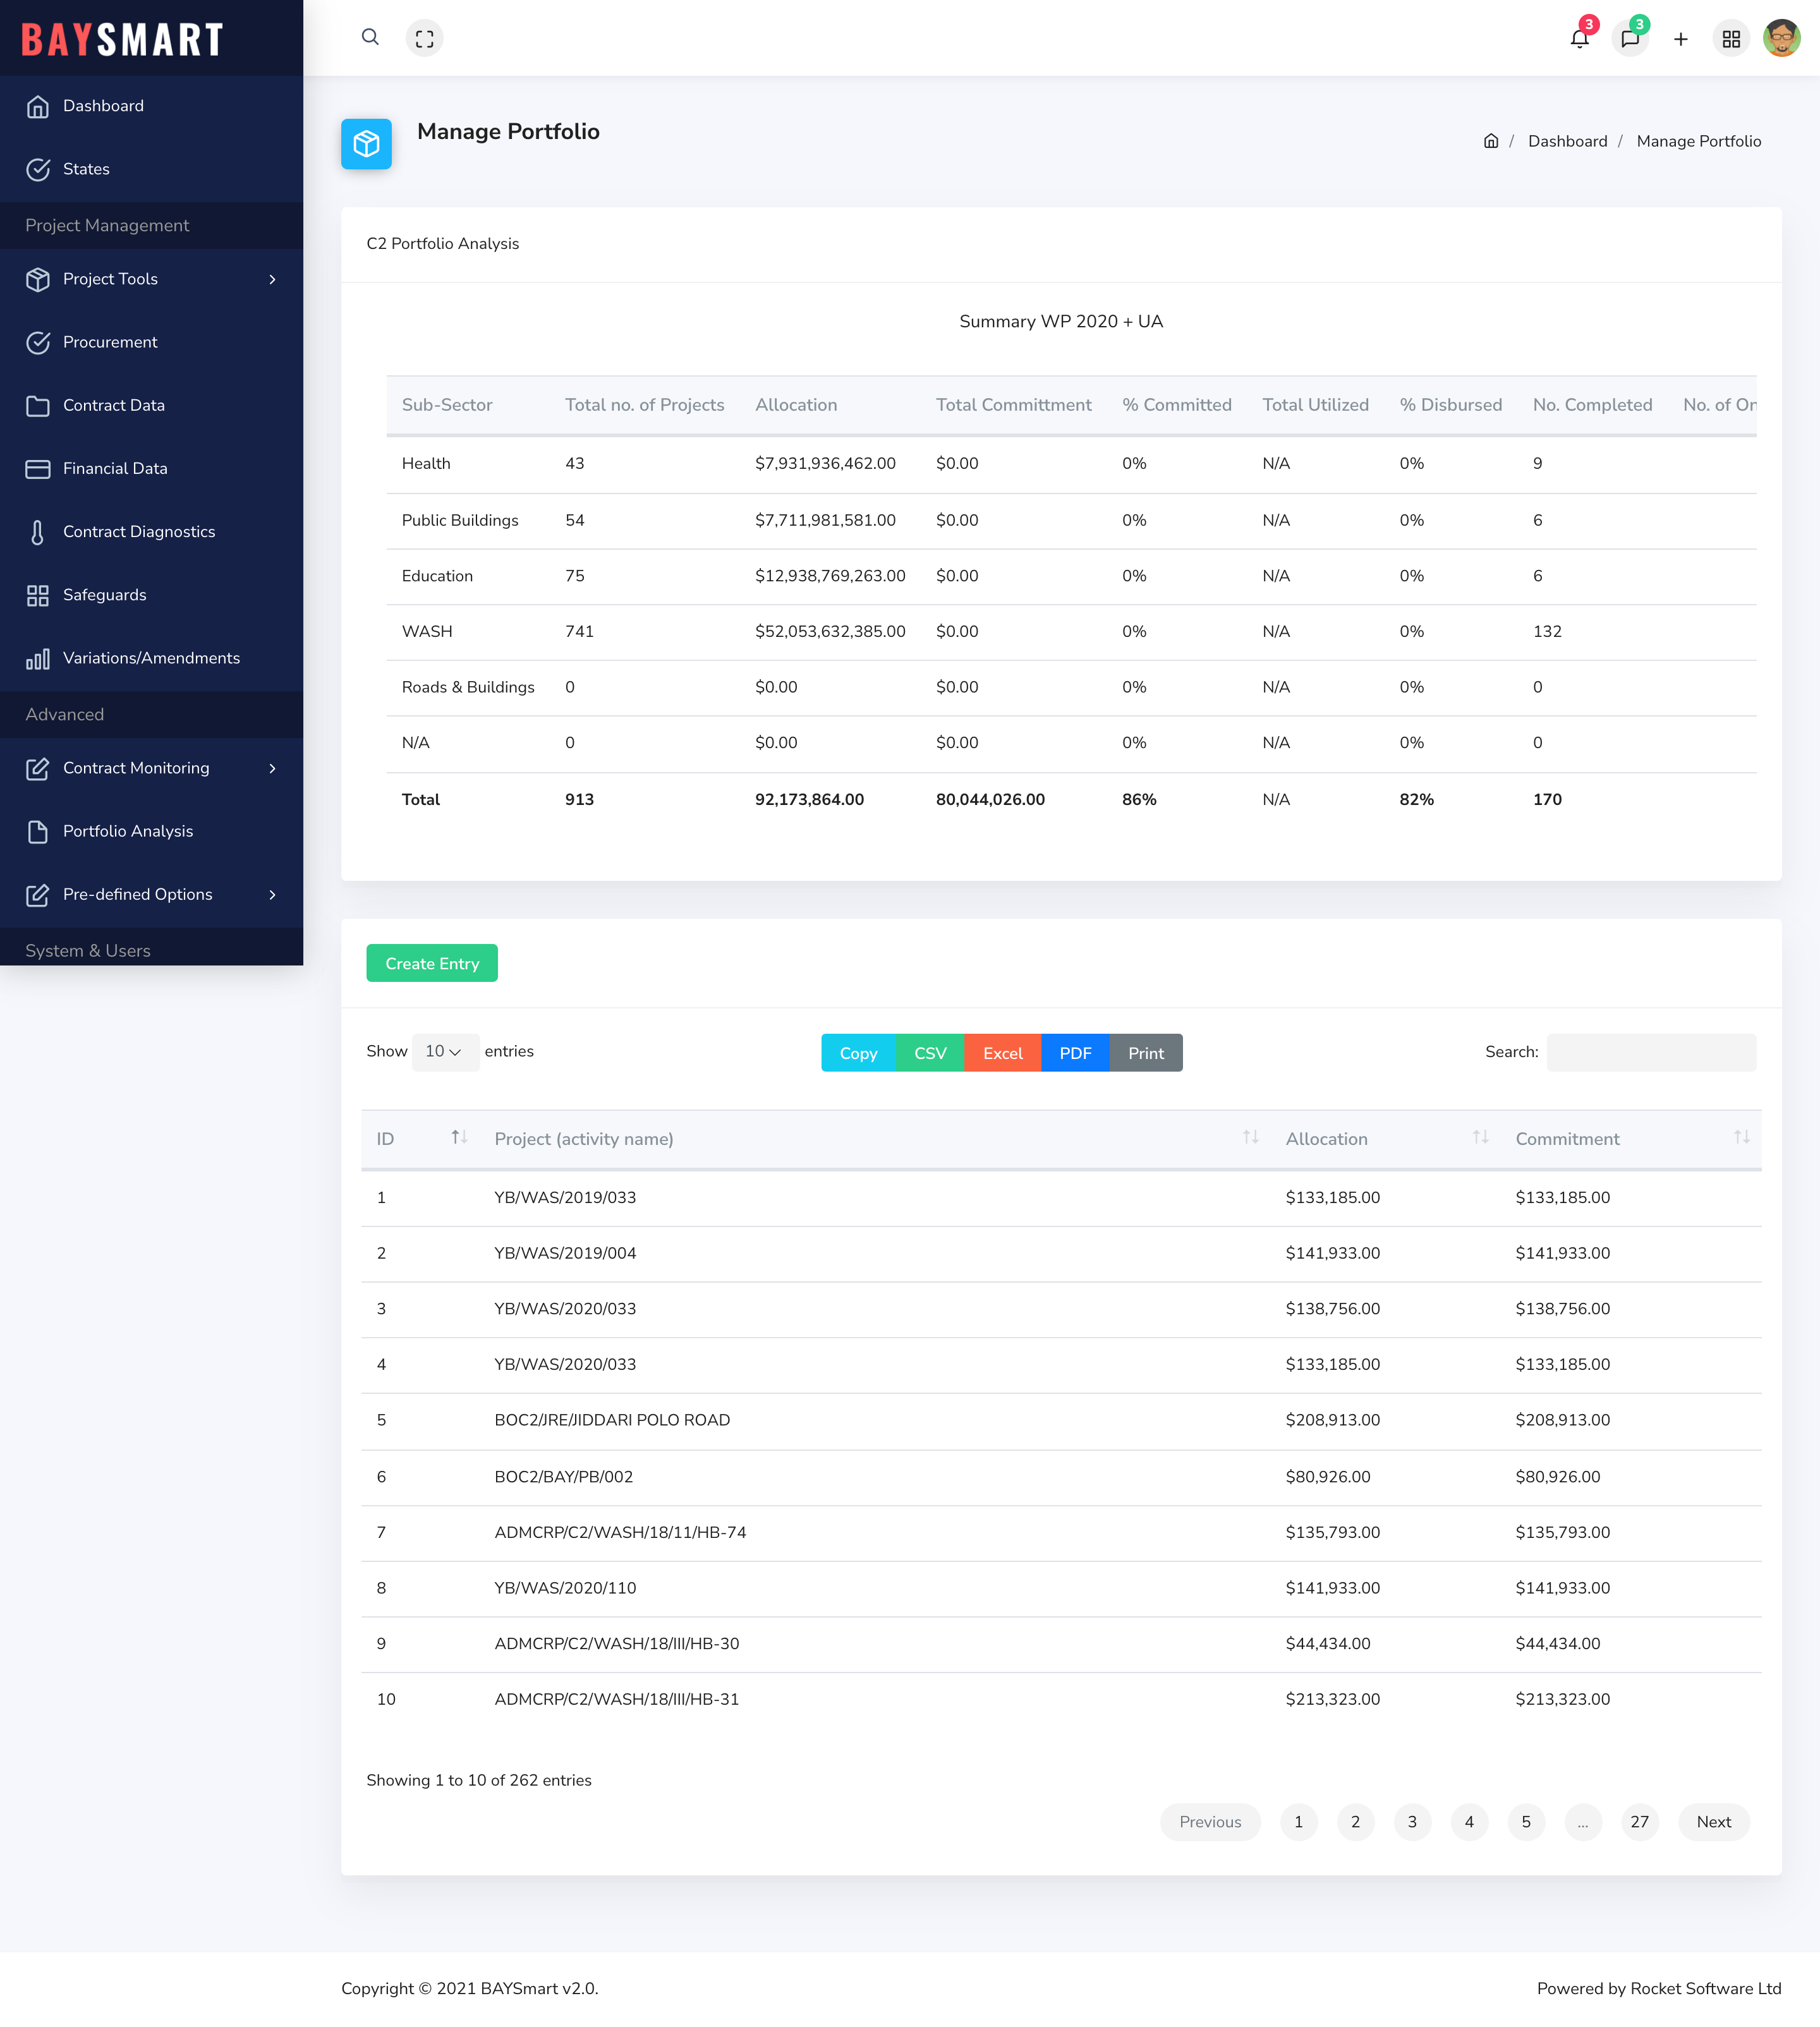 BAYSMART
3
3
Dashboard
States
Project Management
Project Tools
Procurement
Contract Data
Financial Data
Contract Diagnostics
Safeguards
Variations/Amendments
Advanced
Contract Monitoring
Portfolio Analysis
Pre-defined Options
System & Users
Manage Portfolio
/ Dashboard / Manage Portfolio
C2 Portfolio Analysis
Summary WP 2020 + UA
Sub-Sector Total no. of Projects Allocation Total Committment % Committed Total Utilized % Disbursed No. Completed No. of On
Health 43 $7,931,936,462.00 $0.00 0% N/A 0% 9
Public Buildings 54 $7,711,981,581.00 $0.00 0% N/A 0% 6
Education 75 $12,938,769,263.00 $0.00 0% N/A 0% 6
WASH 741 $52,053,632,385.00 $0.00 0% N/A 0% 132
Roads & Buildings 0 $0.00 $0.00 0% N/A 0% 0
N/A 0 $0.00 $0.00 0% N/A 0% 0
Total 913 92,173,864.00 80,044,026.00 86% N/A 82% 170
Create Entry
Show 10 entries
Copy CSV Excel PDF Print
Search:
ID Project (activity name) Allocation Commitment
1 YB/WAS/2019/033 $133,185.00 $133,185.00
2 YB/WAS/2019/004 $141,933.00 $141,933.00
3 YB/WAS/2020/033 $138,756.00 $138,756.00
4 YB/WAS/2020/033 $133,185.00 $133,185.00
5 BOC2/JRE/JIDDARI POLO ROAD $208,913.00 $208,913.00
6 BOC2/BAY/PB/002 $80,926.00 $80,926.00
7 ADMCRP/C2/WASH/18/11/HB-74 $135,793.00 $135,793.00
8 YB/WAS/2020/110 $141,933.00 $141,933.00
9 ADMCRP/C2/WASH/18/III/HB-30 $44,434.00 $44,434.00
10 ADMCRP/C2/WASH/18/III/HB-31 $213,323.00 $213,323.00
Showing 1 to 10 of 262 entries
Previous 1 2 3 4 5 ... 27 Next
Copyright © 2021 BAYSmart v2.0.
Powered by Rocket Software Ltd